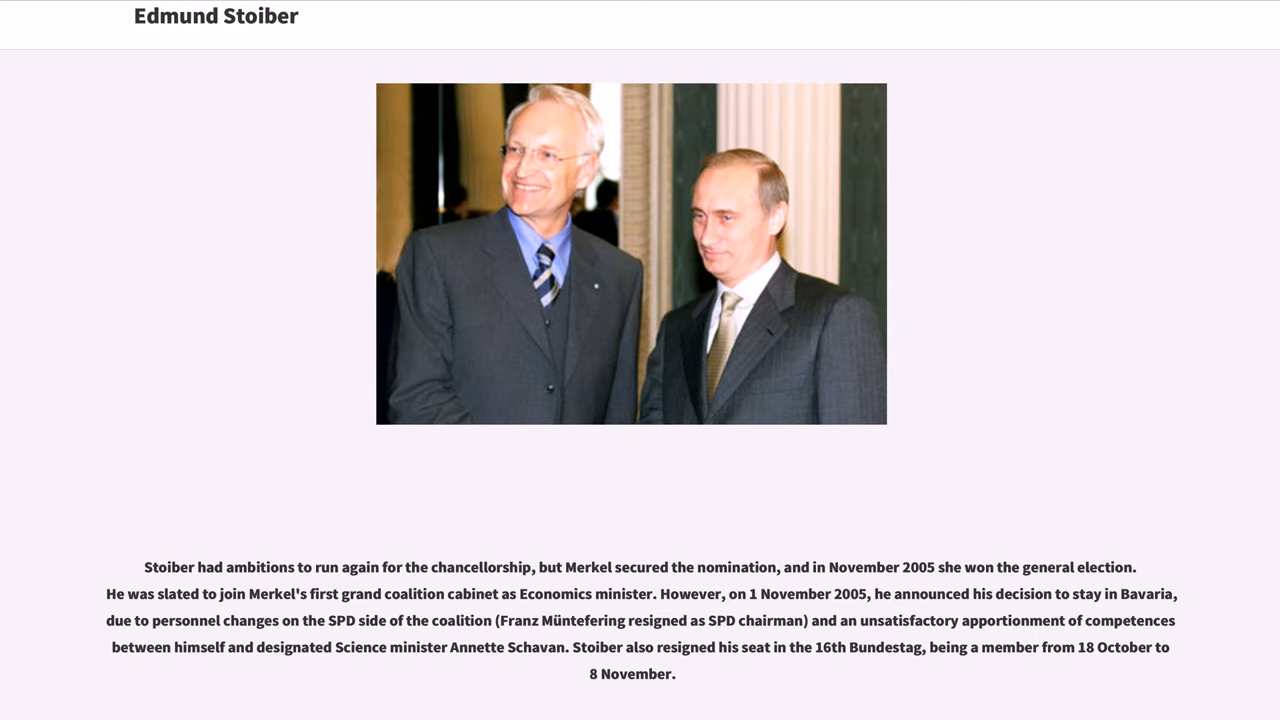 Edmund Stoiber
Stoiber had ambitions to run again for the chancellorship, but Merkel secured the nomination, and in November 2005 she won the general election.
He was slated to join Merkel's first grand coalition cabinet as Economics minister. However, on 1 November 2005, he announced his decision to stay in Bavaria,
due to personnel changes on the SPD side of the coalition (Franz Müntefering resigned as SPD chairman) and an unsatisfactory apportionment of competences
between himself and designated Science minister Annette Schavan. Stoiber also resigned his seat in the 16th Bundestag, being a member from 18 October to
8 November.